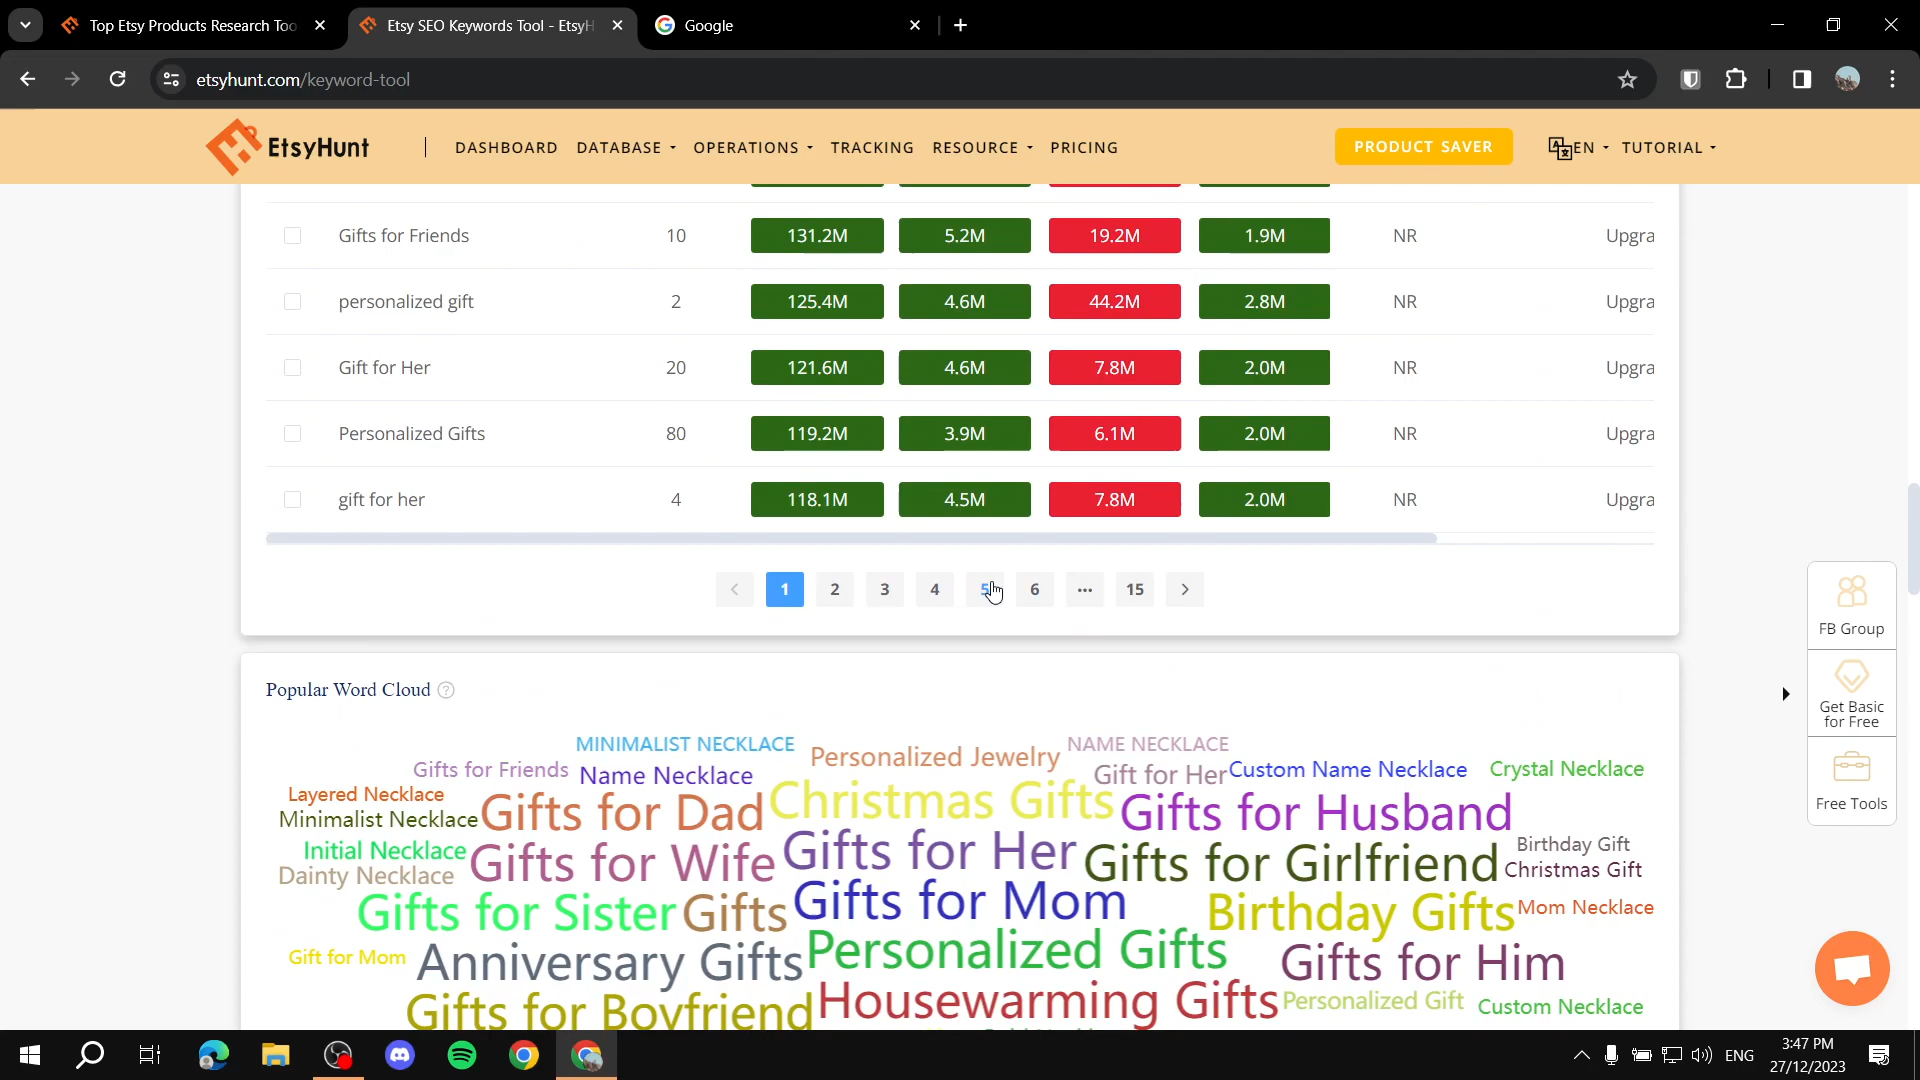 Top Etsy Products Research Too
Etsy SEO Keywords Tool - EtsyH
Google
etsyhunt.com/keyword-tool
EtsyHunt
DASHBOARD
DATABASE
OPERATIONS
TRACKING
RESOURCE
PRICING
PRODUCT SAVER
EN
TUTORIAL
Gifts for Friends 10 131.2M 5.2M 19.2M 1.9M NR Upgra
personalized gift 2 125.4M 4.6M 44.2M 2.8M NR Upgra
Gift for Her 20 121.6M 4.6M 7.8M 2.0M NR Upgra
Personalized Gifts 80 119.2M 3.9M 6.1M 2.0M NR Upgra
gift for her 4 118.1M 4.5M 7.8M 2.0M NR Upgra
1 2 3 4 5 6 ••• 15
FB Group
Get Basic
for Free
Free Tools
Popular Word Cloud ?
MINIMALIST NECKLACE
Personalized Jewelry
NAME NECKLACE
Gifts for Friends
Name Necklace
Gift for Her
Custom Name Necklace
Crystal Necklace
Layered Necklace
Minimalist Necklace
Gifts for Dad
Christmas Gifts
Gifts for Husband
Initial Necklace
Dainty Necklace
Gifts for Wife
Gifts for Her
Gifts for Girlfriend
Birthday Gift
Christmas Gift
Gifts for Sister
Gifts
Gifts for Mom
Birthday Gifts
Mom Necklace
Gift for Mom
Anniversary Gifts
Personalized Gifts
Gifts for Him
Gifts for Boyfriend
Housewarming Gifts
Personalized Gift
Custom Necklace
ENG
3:47 PM
27/12/2023